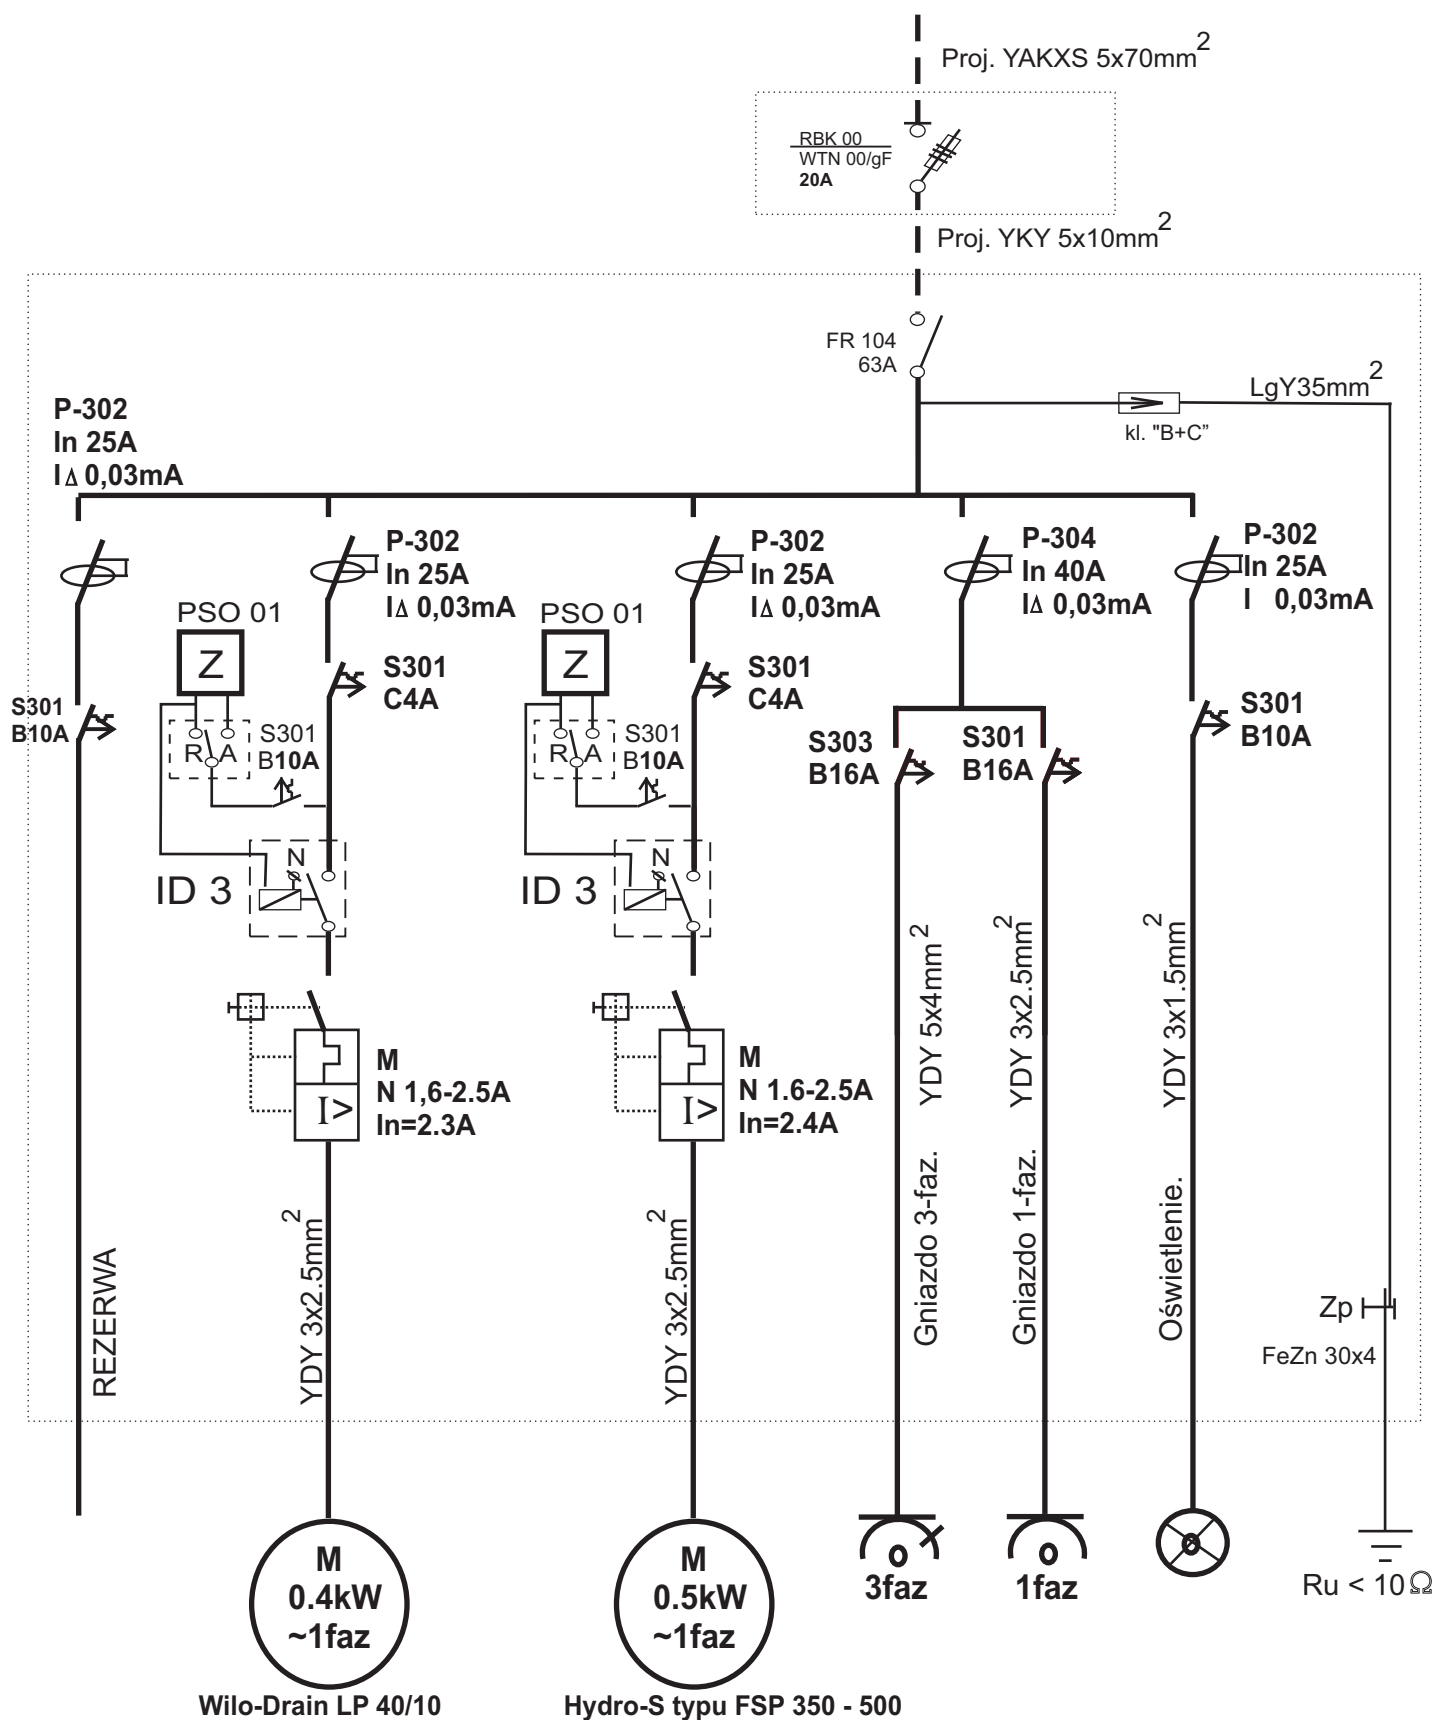 Proj. YAKXS 5x70mm²
RBK 00
WTN 00/gF
20A
Proj. YKY 5x10mm²
FR 104
63A
LgY35mm²
kl. "B+C”
P-302
In 25A
I Δ 0,03mA
P-302
In 25A
IΔ 0,03mA
P-302
In 25A
IΔ 0,03mA
P-304
In 40A
IΔ 0,03mA
P-302
In 25A
I 0,03mA
PSO 01
Z
PSO 01
Z
S301
C4A
S301
C4A
S301
B10A
S301
B10A
R A
S301
B10A
R A
S303
B16A
S301
B16A
S301
B10A
N
ID 3
N
ID 3
M
N 1,6-2.5A
In=2.3A
I>
M
N 1.6-2.5A
In=2.4A
I>
REZERWA
YDY 3x2.5mm²
YDY 3x2.5mm²
Gniazdo 3-faz. YDY 5x4mm²
Gniazdo 1-faz. YDY 3x2.5mm²
Oświetlenie. YDY 3x1.5mm²
Zp
FeZn 30x4
M
0.4kW
~1faz
M
0.5kW
~1faz
3faz
1faz
Ru < 10Ω
Wilo-Drain LP 40/10
Hydro-S typu FSP 350 - 500